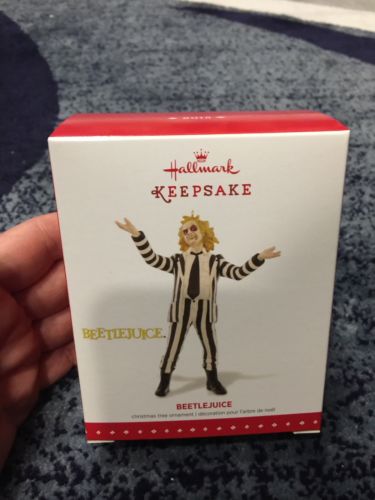 Hallmark
KEEPSAKE
BEETLEJUICE.
BEETLEJUICE
christmas tree ornament | décoration pour l'arbre de noël